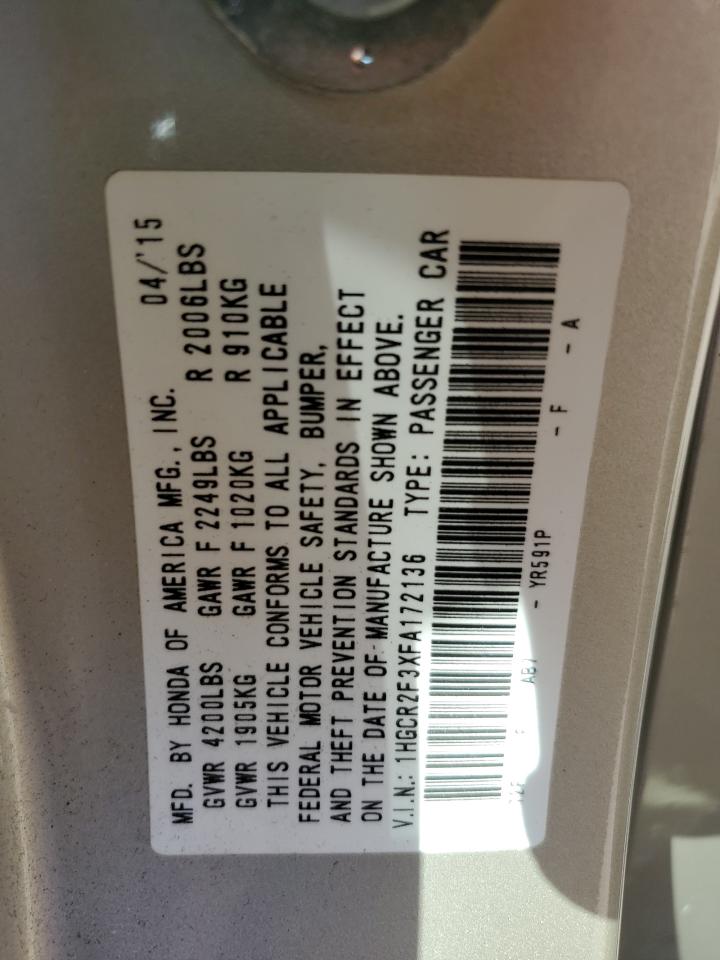 MFD. BY HONDA OF AMERICA MFG., INC. 04/'15
GVWR 4200LBS GAWR F 2249LBS R 2006LBS
GVWR 1905KG GAWR F 1020KG R 910KG
THIS VEHICLE CONFORMS TO ALL APPLICABLE
FEDERAL MOTOR VEHICLE SAFETY, BUMPER,
AND THEFT PREVENTION STANDARDS IN EFFECT
ON THE DATE OF MANUFACTURE SHOWN ABOVE.
V.I.N.: 1HGCR2F3XFA172136 TYPE: PASSENGER CAR
- YR591P - F - A